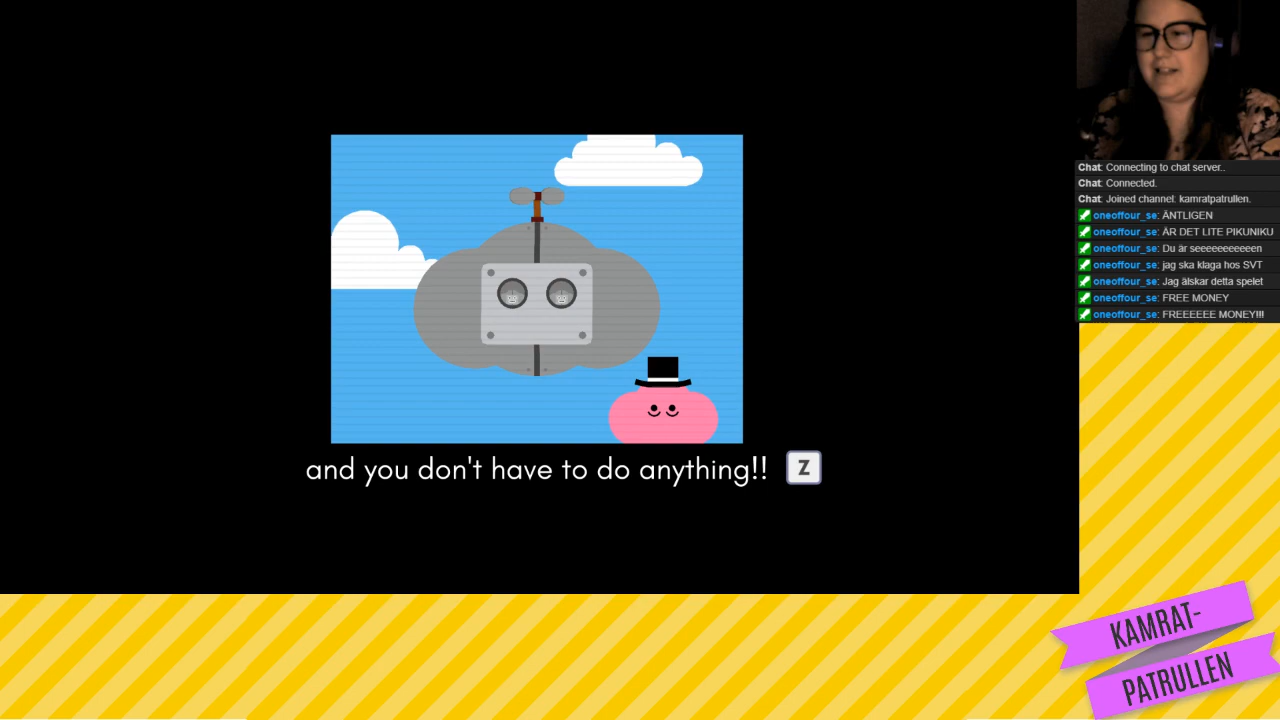 Chat: Connecting to chat server..
Chat: Connected.
Chat: Joined channel: kamratpatrullen.
oneoffour_se: ÄNTLIGEN
oneoffour_se: ÄR DET LITE PIKUNIKU
oneoffour_se: Du är seeeeeeeeeeen
oneoffour_se: jag ska klaga hos SVT
oneoffour_se: Jag älskar detta spelet
oneoffour_se: FREE MONEY
oneoffour_se: FREEEEEE MONEY!!!
and you don't have to do anything!! Z
KAMRAT-
PATRULLEN